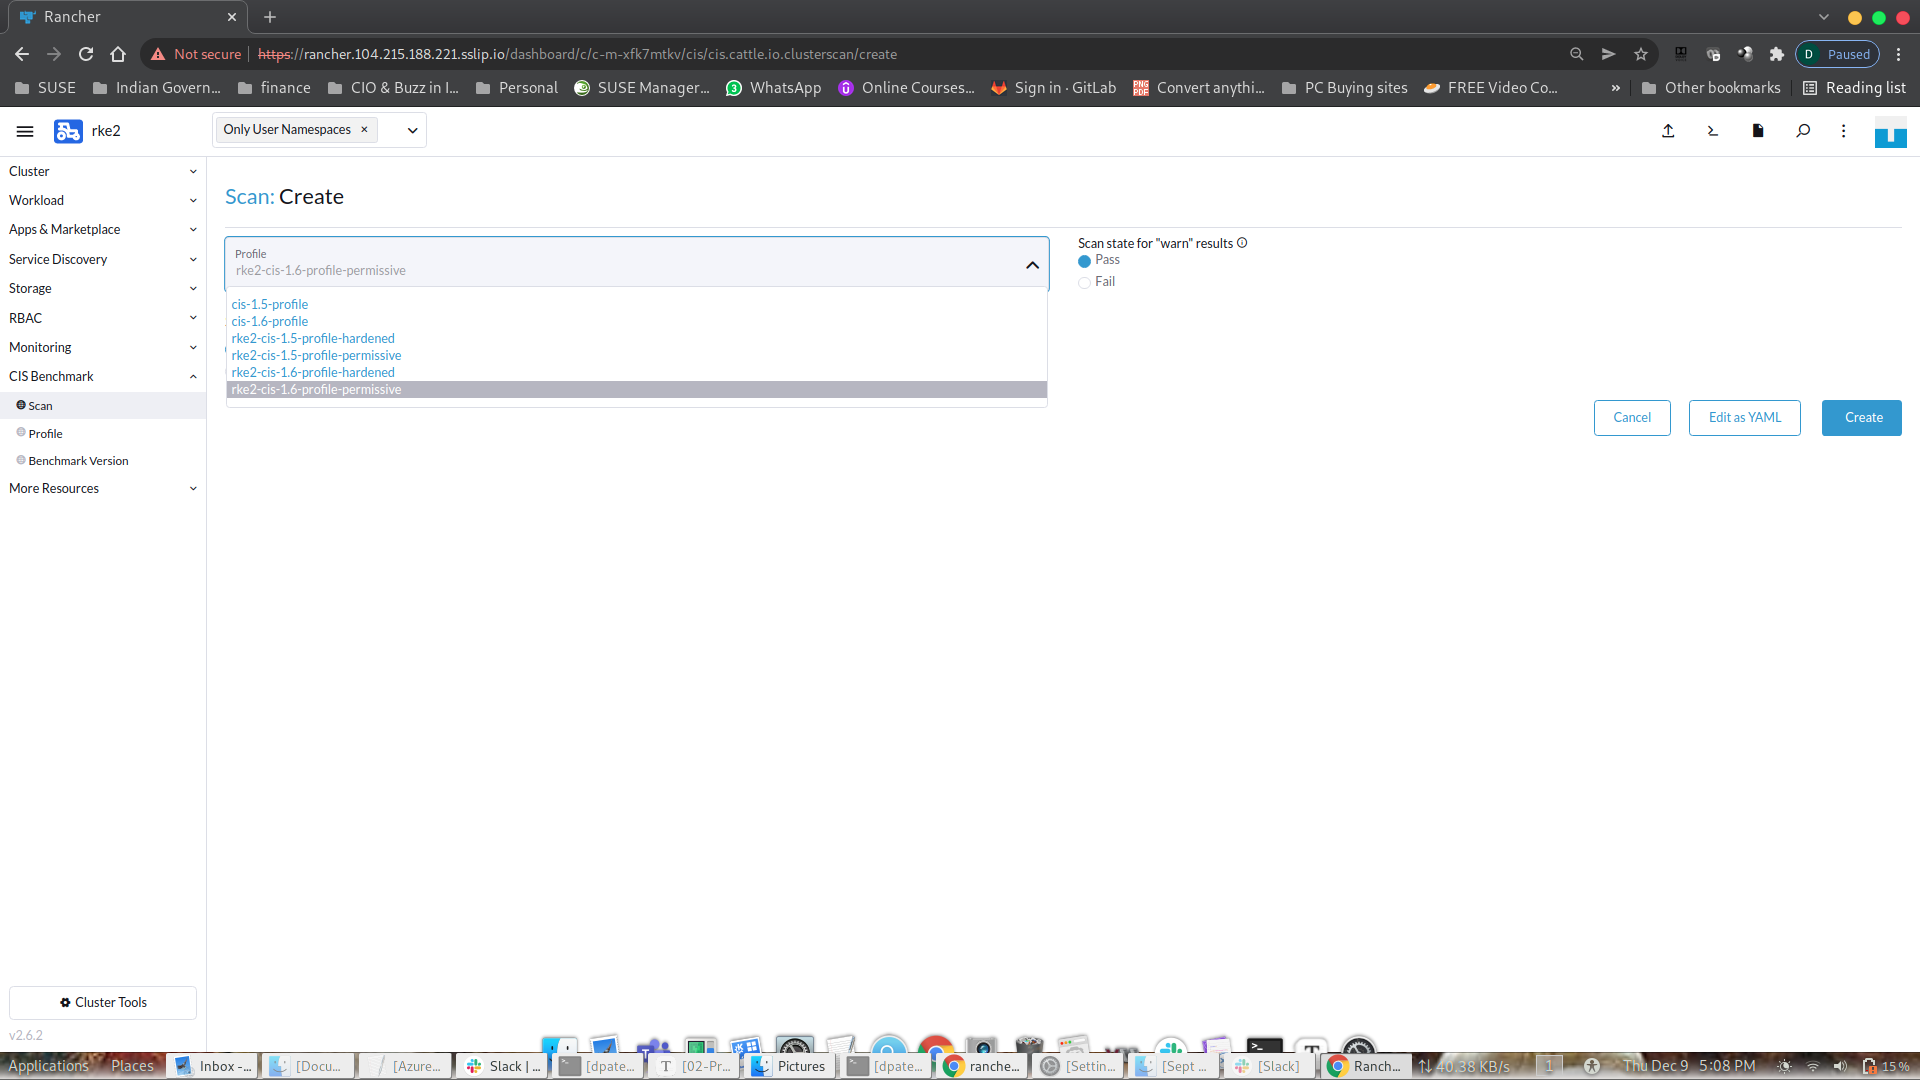 Rancher
Not secure
https://rancher.104.215.188.221.sslip.io/dashboard/c/c-m-xfk7mtkv/cis/cis.cattle.io.clusterscan/create
D Paused
SUSE
Indian Govern...
finance
CIO & Buzz in I...
Personal
SUSE Manager...
WhatsApp
Online Courses...
Sign in · GitLab
Convert anythi...
PC Buying sites
FREE Video Co...
»
Other bookmarks
Reading list
rke2
Only User Namespaces ×
Cluster
Workload
Apps & Marketplace
Service Discovery
Storage
RBAC
Monitoring
CIS Benchmark
Scan
Profile
Benchmark Version
More Resources
Scan: Create
Profile
rke2-cis-1.6-profile-permissive
cis-1.5-profile
cis-1.6-profile
rke2-cis-1.5-profile-hardened
rke2-cis-1.5-profile-permissive
rke2-cis-1.6-profile-hardened
rke2-cis-1.6-profile-permissive
Scan state for "warn" results
Pass
Fail
Cancel
Edit as YAML
Create
Cluster Tools
v2.6.2
Applications
Places
Inbox -...
[Docu...
[Azure...
Slack | ...
[dpate...
[02-Pr...
Pictures
[dpate...
ranche...
[Settin...
[Sept ...
[Slack]
Ranch...
40.38 KB/s
1
Thu Dec 9 5:08 PM
15 %